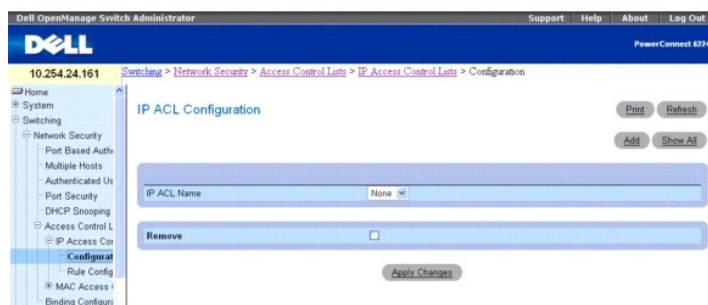 Dell OpenManage Switch Administrator
Support Help About Log Out
DELL
PowerConnect 6224
10.254.24.161
Switching > Network Security > Access Control Lists > IP Access Control Lists > Configuration
Home
System
Switching
Network Security
Port Based Auth
Multiple Hosts
Authenticated Us
Port Security
DHCP Snooping
Access Control L
IP Access Cor
Configurat
Rule Config
MAC Access
Binding Configura
IP ACL Configuration
Print Refresh
Add Show All
IP ACL Name None
Remove
Apply Changes